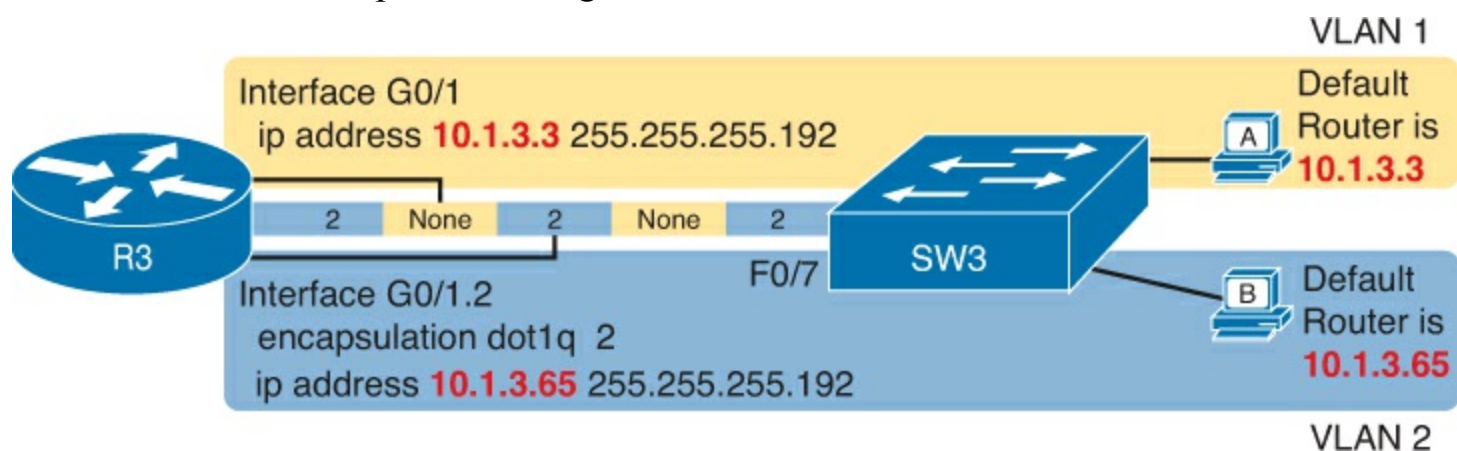 VLAN 1
Interface G0/1
ip address 10.1.3.3 255.255.255.192
Default
Router is
10.1.3.3
A
2 None 2 None 2
R3
SW3
F0/7
Interface G0/1.2
encapsulation dot1q 2
ip address 10.1.3.65 255.255.255.192
B
Default
Router is
10.1.3.65
VLAN 2